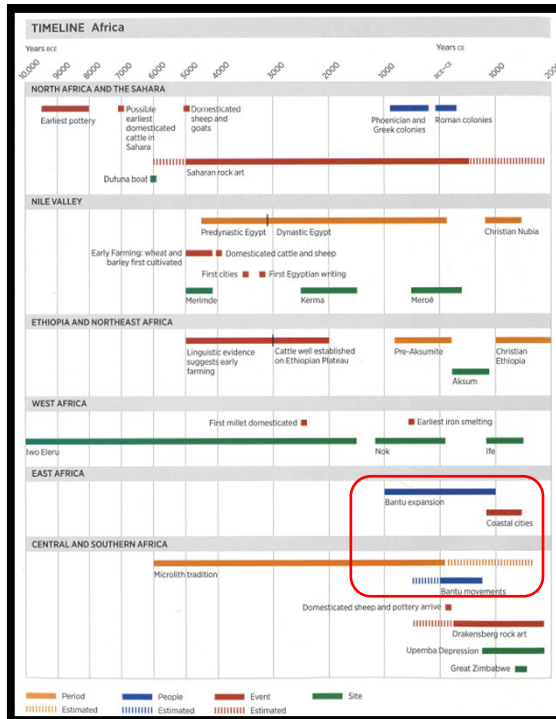 TIMELINE Africa
Years BCE
Years CE
10,000 9000 8000 7000 6000 5000 4000 3000 2000 1000 BCE–CE 1000 2000
NORTH AFRICA AND THE SAHARA
Earliest pottery
Possible
earliest
domesticated
cattle in
Sahara
Domesticated
sheep and
goats
Phoenician and
Greek colonies
Roman colonies
Saharan rock art
Dufuna boat
NILE VALLEY
Predynastic Egypt
Dynastic Egypt
Christian Nubia
Early Farming: wheat and
barley first cultivated
Domesticated cattle and sheep
First cities
First Egyptian writing
Merimde
Kerma
Meroë
ETHIOPIA AND NORTHEAST AFRICA
Linguistic evidence
suggests early
farming
Cattle well established
on Ethiopian Plateau
Pre-Aksumite
Christian
Ethiopia
Aksum
WEST AFRICA
First millet domesticated
Earliest iron smelting
Iwo Eleru
Nok
Ife
EAST AFRICA
Bantu expansion
Coastal cities
CENTRAL AND SOUTHERN AFRICA
Microlith tradition
Bantu movements
Domesticated sheep and pottery arrive
Drakensberg rock art
Upemba Depression
Great Zimbabwe
Period
People
Event
Site
Estimated
Estimated
Estimated